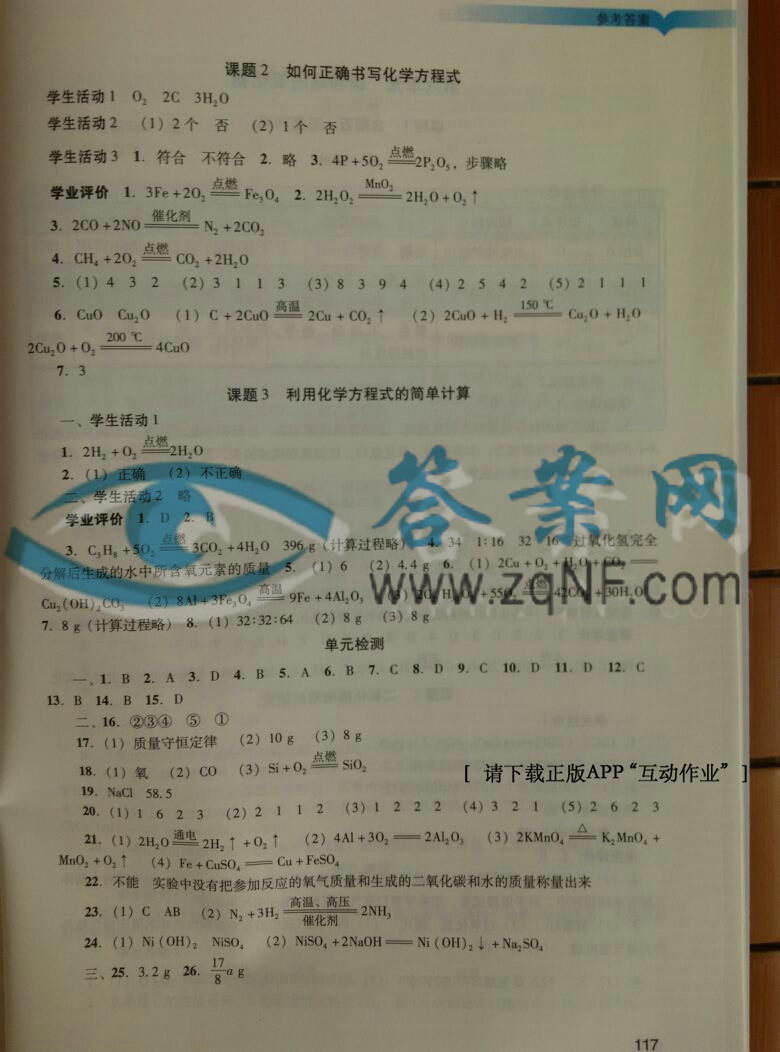 参考答案
课题2 如何正确书写化学方程式
学生活动1 O₂ 2C 3H₂O
学生活动2 (1)2个 否 (2)1个 否
学生活动3 1. 符合 不符合 2. 略 3. 4P+5O₂ 点燃═2P₂O₅，步骤略
学业评价 1. 3Fe+2O₂ 点燃═ Fe₃O₄ 2. 2H₂O₂ MnO₂═ 2H₂O+O₂↑
3. 2CO+2NO 催化剂═ N₂+2CO₂
4. CH₄+2O₂ 点燃═ CO₂+2H₂O
5. (1) 4 3 2 (2) 3 1 1 3 (3) 8 3 9 4 (4) 2 5 4 2 (5) 2 1 1 1
6. CuO Cu₂O (1) C+2CuO 高温═ 2Cu+CO₂↑ (2) 2CuO+H₂ 150 ℃═ Cu₂O+H₂O
2Cu₂O+O₂ 200 ℃═ 4CuO
7. 3
课题3 利用化学方程式的简单计算
一、学生活动1
1. 2H₂+O₂ 点燃═2H₂O
2. (1) 正确 (2) 不正确
二、学生活动2 略
学业评价 1. D 2. B
3. C₃H₈+5O₂ 点燃═ 3CO₂+4H₂O 396 g (计算过程略) 4. 34 1∶16 32 16 过氧化氢完全
分解后生成的水中所含氧元素的质量 5. (1) 6 (2) 4.4 g 6. (1) 2Cu+O₂+H₂O+CO₂ ═
Cu₂(OH)₂CO₃ (2) 8Al+3Fe₃O₄ 高温═ 9Fe+4Al₂O₃ (3) +55O₂ 点燃═ 42CO₂+30H₂O
7. 8 g (计算过程略) 8. (1) 32∶32∶64 (2) 8 g (3) 8 g
答案网
www.zqNF.com
单元检测
一、1. B 2. A 3. D 4. B 5. A 6. B 7. C 8. D 9. C 10. D 11. D 12. C
13. B 14. B 15. D
二、16. ②③④ ⑤ ①
17. (1) 质量守恒定律 (2) 10 g (3) 8 g
18. (1) 氧 (2) CO (3) Si+O₂ 点燃═ SiO₂
[ 请下载正版APP“互动作业” ]
19. NaCl 58.5
20. (1) 1 6 2 3 (2) 2 1 1 2 (3) 1 2 2 2 (4) 3 2 1 (5) 2 6 2 3
21. (1) 2H₂O 通电═ 2H₂↑+O₂↑ (2) 4Al+3O₂ ═ 2Al₂O₃ (3) 2KMnO₄ △═ K₂MnO₄+
MnO₂+O₂↑ (4) Fe+CuSO₄ ═ Cu+FeSO₄
22. 不能 实验中没有把参加反应的氧气质量和生成的二氧化碳和水的质量称量出来
23. (1) C AB (2) N₂+3H₂ 高温、高压═催化剂 2NH₃
24. (1) Ni(OH)₂ NiSO₄ (2) NiSO₄+2NaOH ═ Ni(OH)₂↓+Na₂SO₄
三、25. 3.2 g 26. 17/8 a g
117